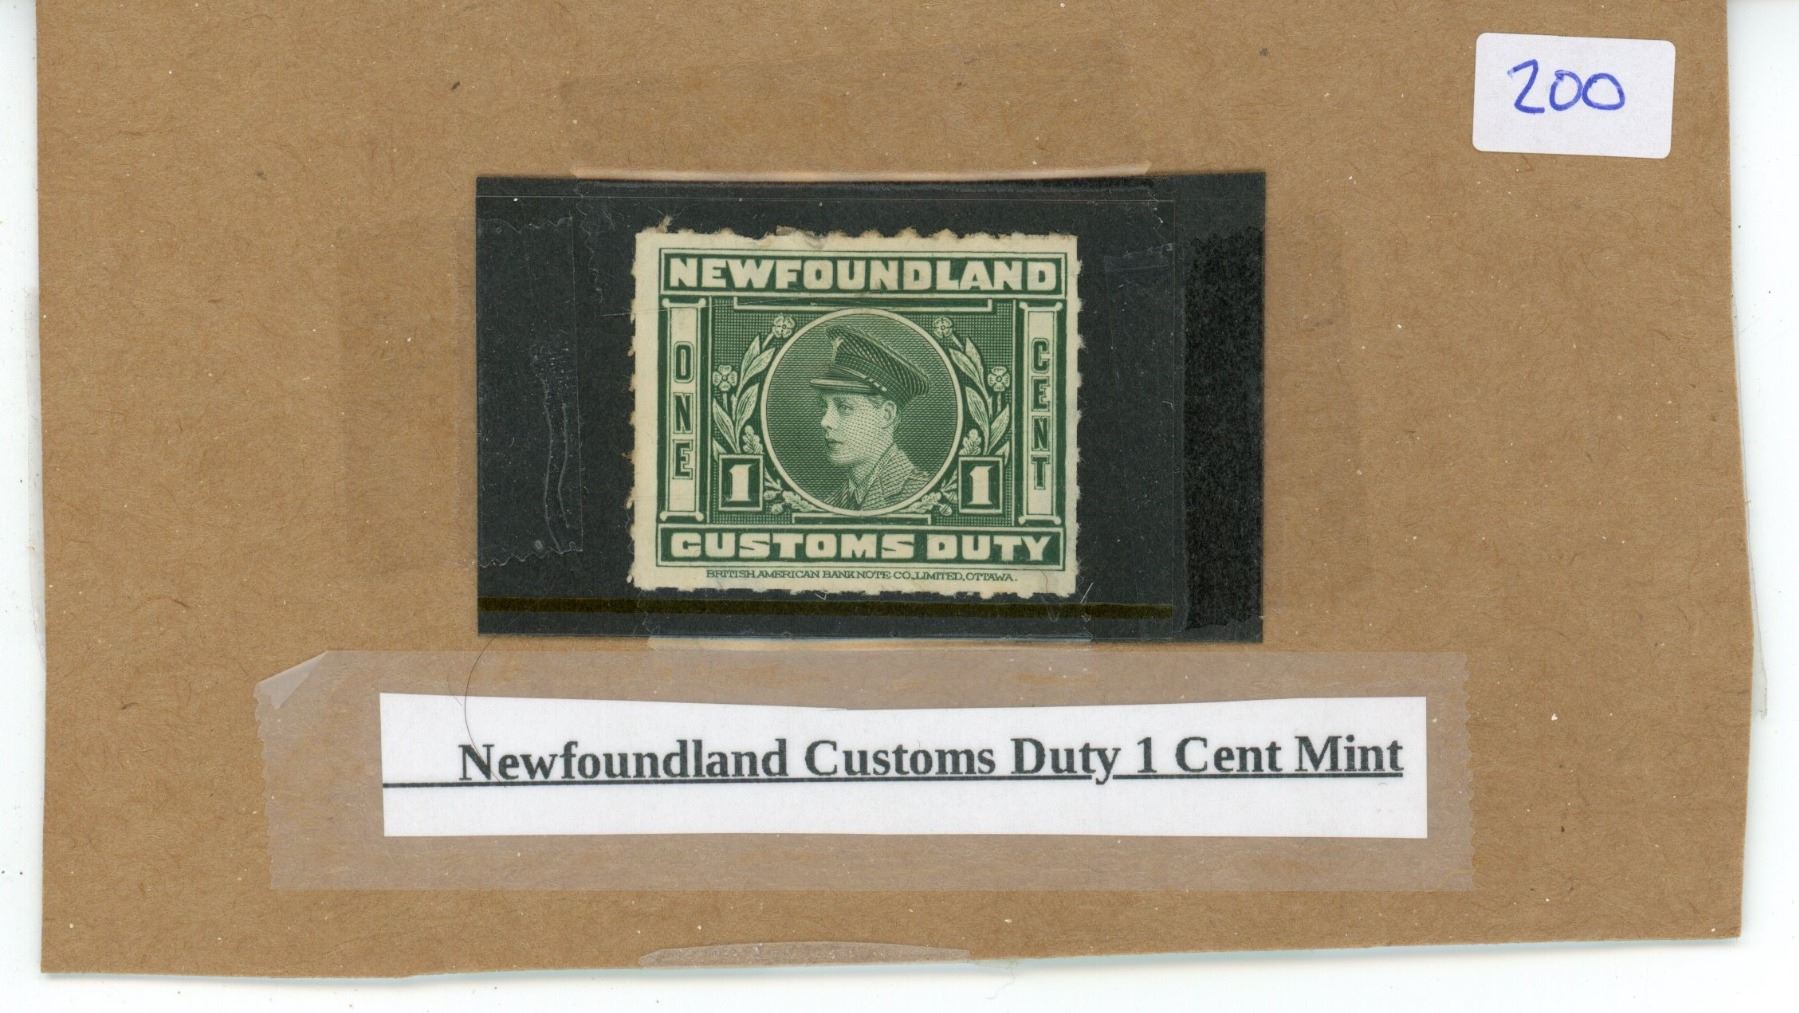 200
NEWFOUNDLAND
ONE
CENT
1
1
CUSTOMS DUTY
BRITISH AMERICAN BANK NOTE CO., LIMITED, OTTAWA.
Newfoundland Customs Duty 1 Cent Mint